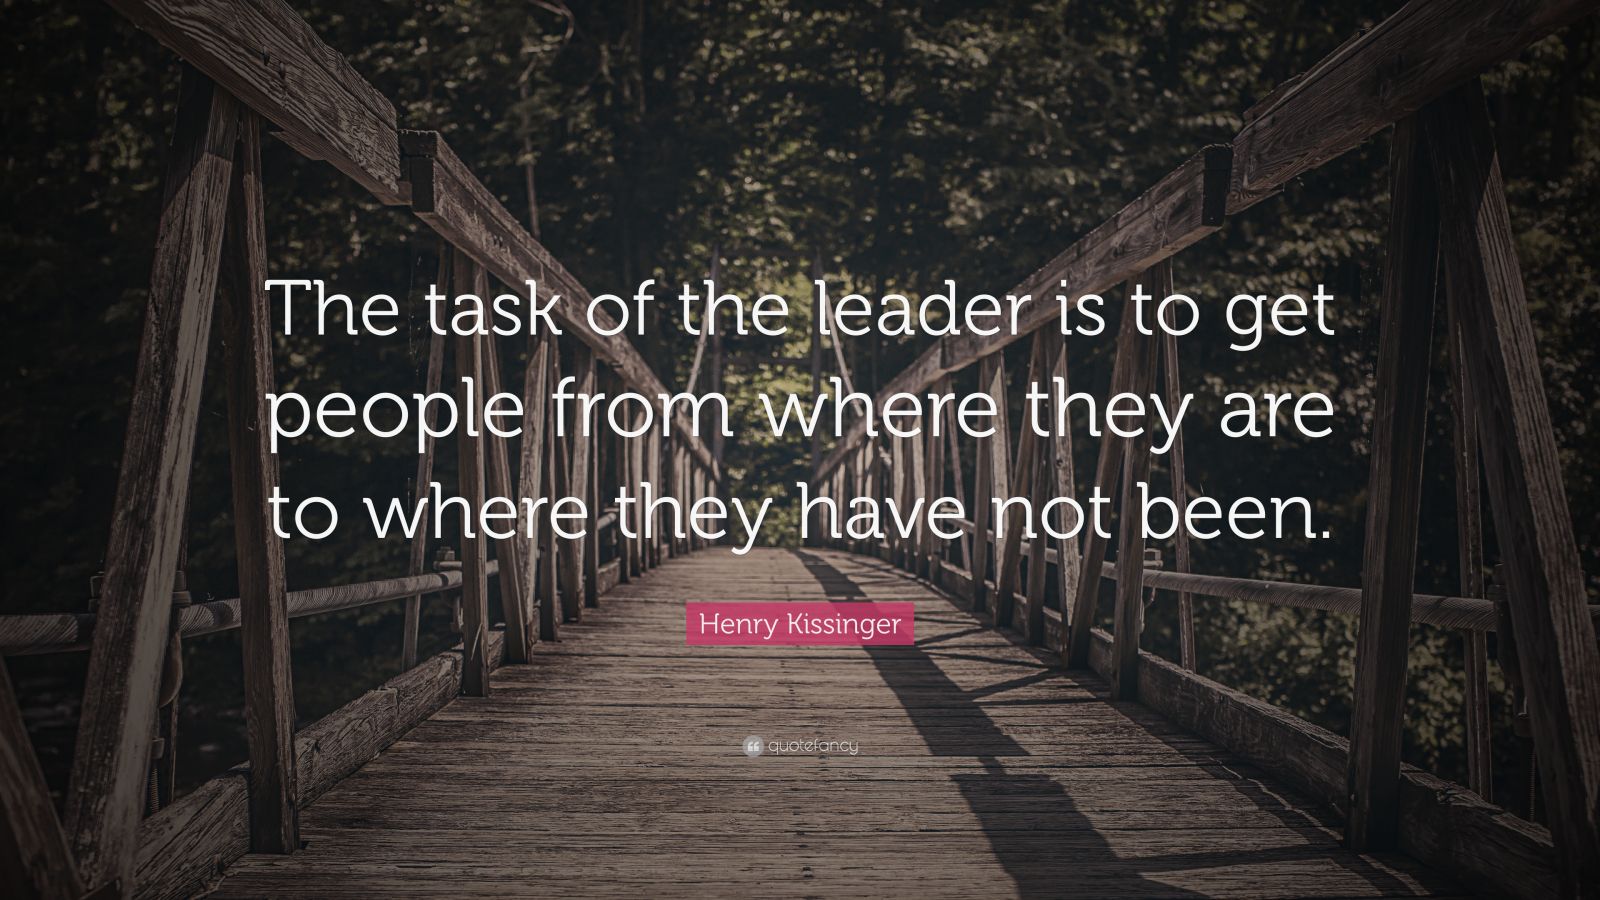 The task of the leader is to get
people from where they are
to where they have not been.
Henry Kissinger
quotefancy